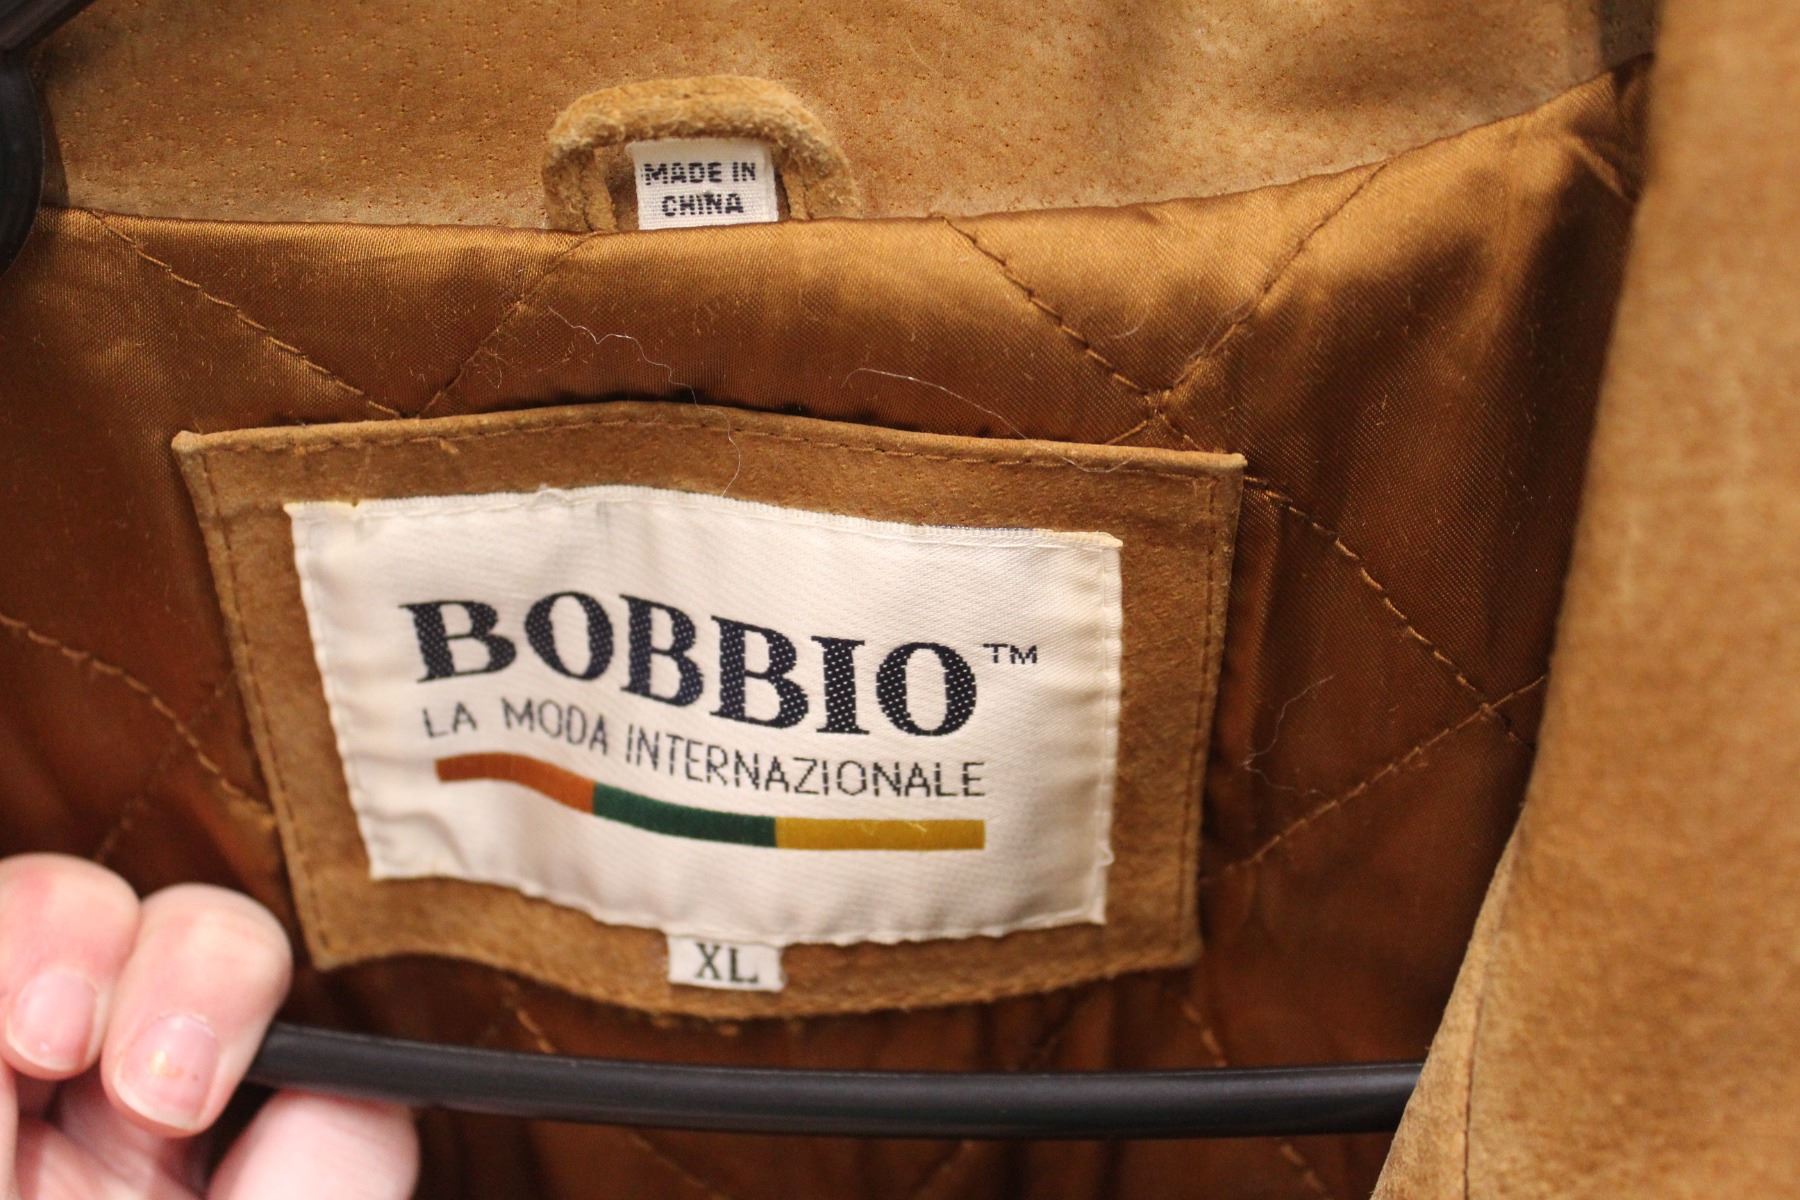 MADE IN
CHINA
BOBBIO™
LA MODA INTERNAZIONALE
XL